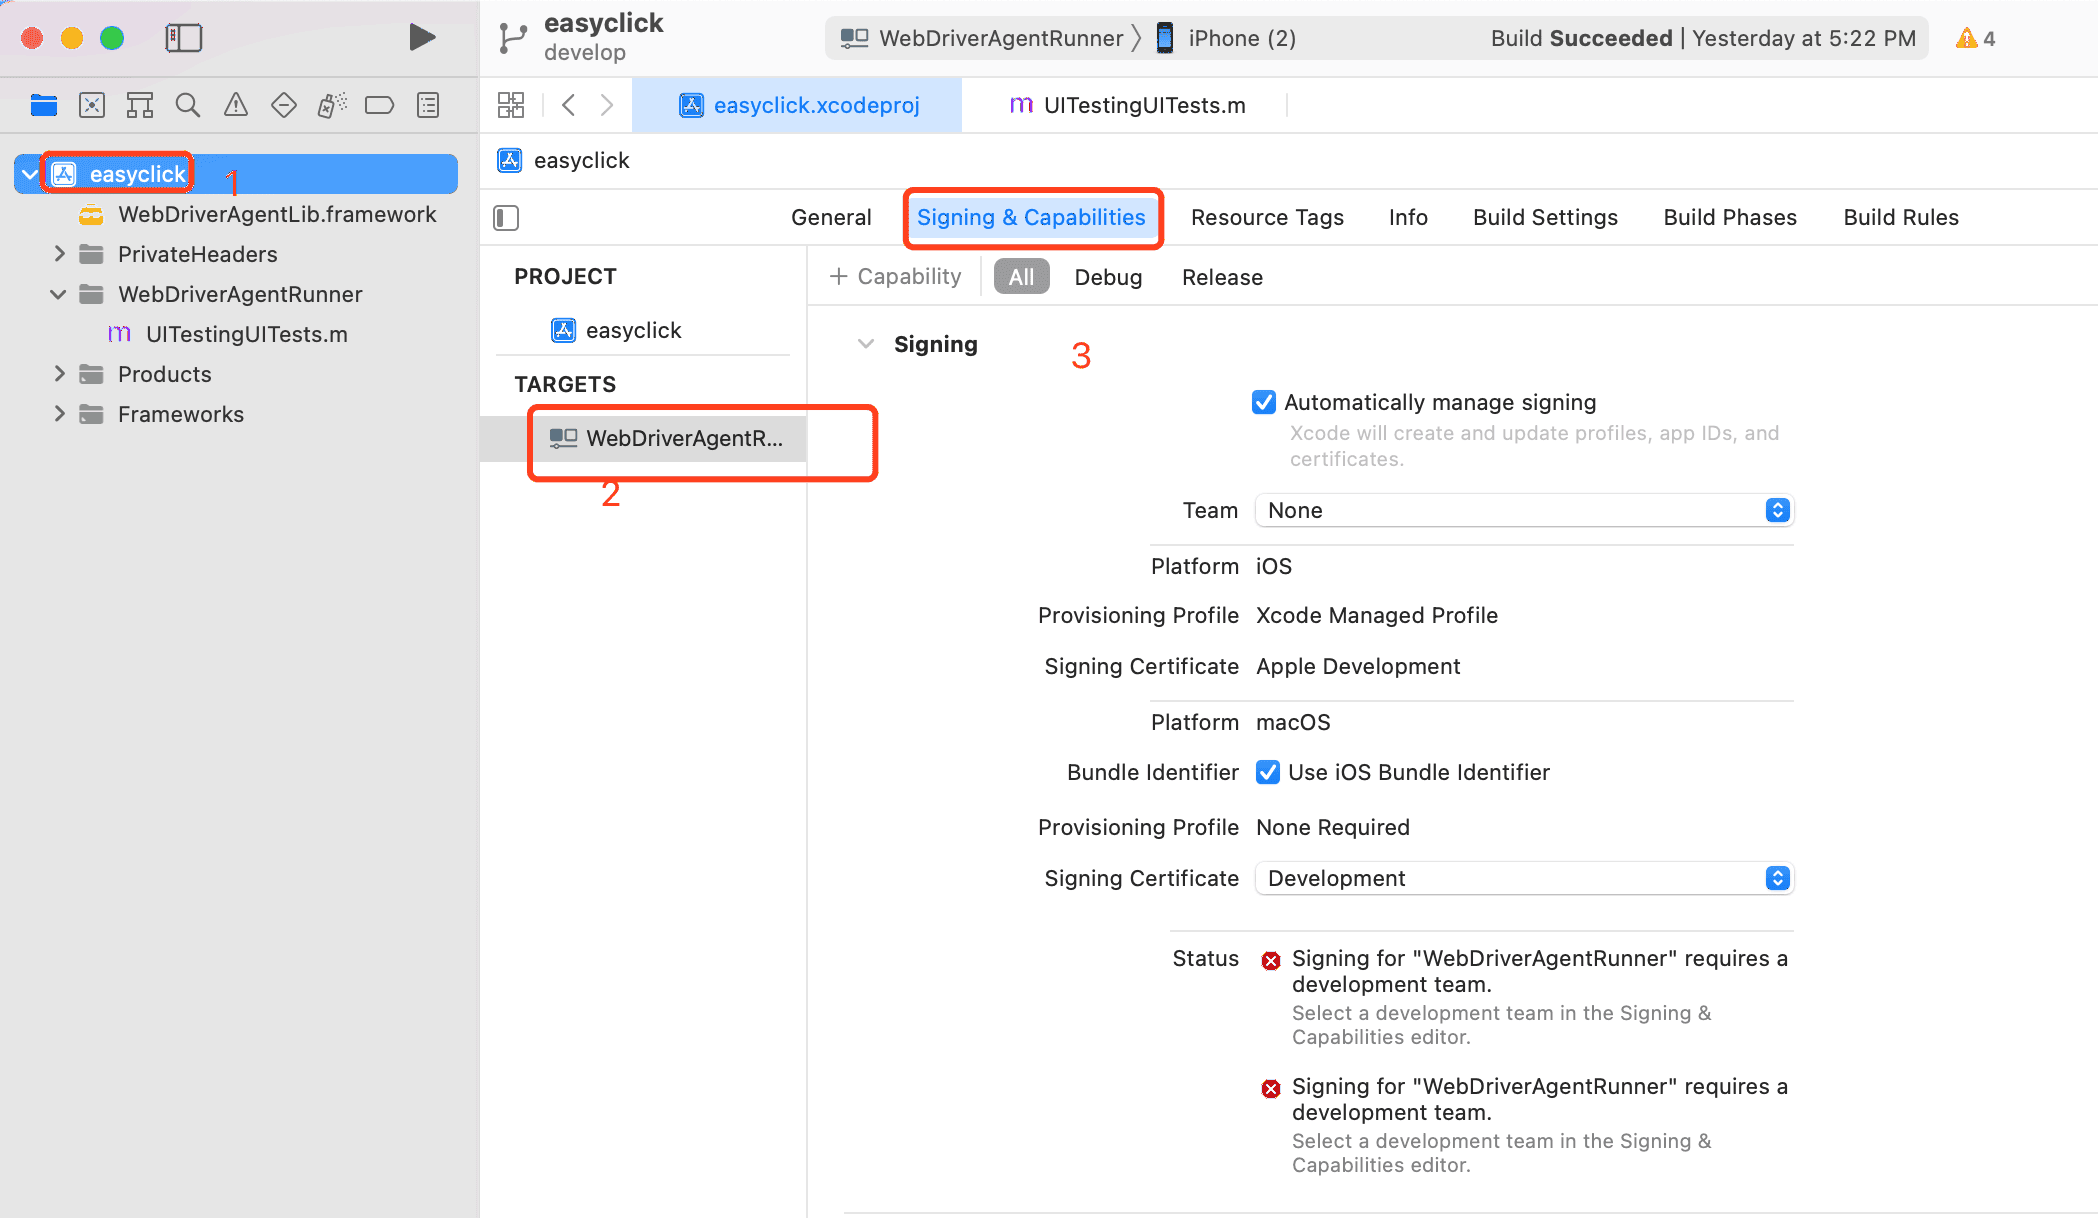 easyclick
develop
WebDriverAgentRunner
iPhone (2)
Build Succeeded | Yesterday at 5:22 PM
4
easyclick.xcodeproj
UITestingUITests.m
easyclick
1
WebDriverAgentLib.framework
PrivateHeaders
WebDriverAgentRunner
UITestingUITests.m
Products
Frameworks
easyclick
General
Signing & Capabilities
Resource Tags
Info
Build Settings
Build Phases
Build Rules
PROJECT
easyclick
TARGETS
WebDriverAgentR...
2
+ Capability
All
Debug
Release
Signing
3
Automatically manage signing
Xcode will create and update profiles, app IDs, and
certificates.
Team None
Platform iOS
Provisioning Profile Xcode Managed Profile
Signing Certificate Apple Development
Platform macOS
Bundle Identifier Use iOS Bundle Identifier
Provisioning Profile None Required
Signing Certificate Development
Status Signing for "WebDriverAgentRunner" requires a
development team.
Select a development team in the Signing &
Capabilities editor.
Signing for "WebDriverAgentRunner" requires a
development team.
Select a development team in the Signing &
Capabilities editor.